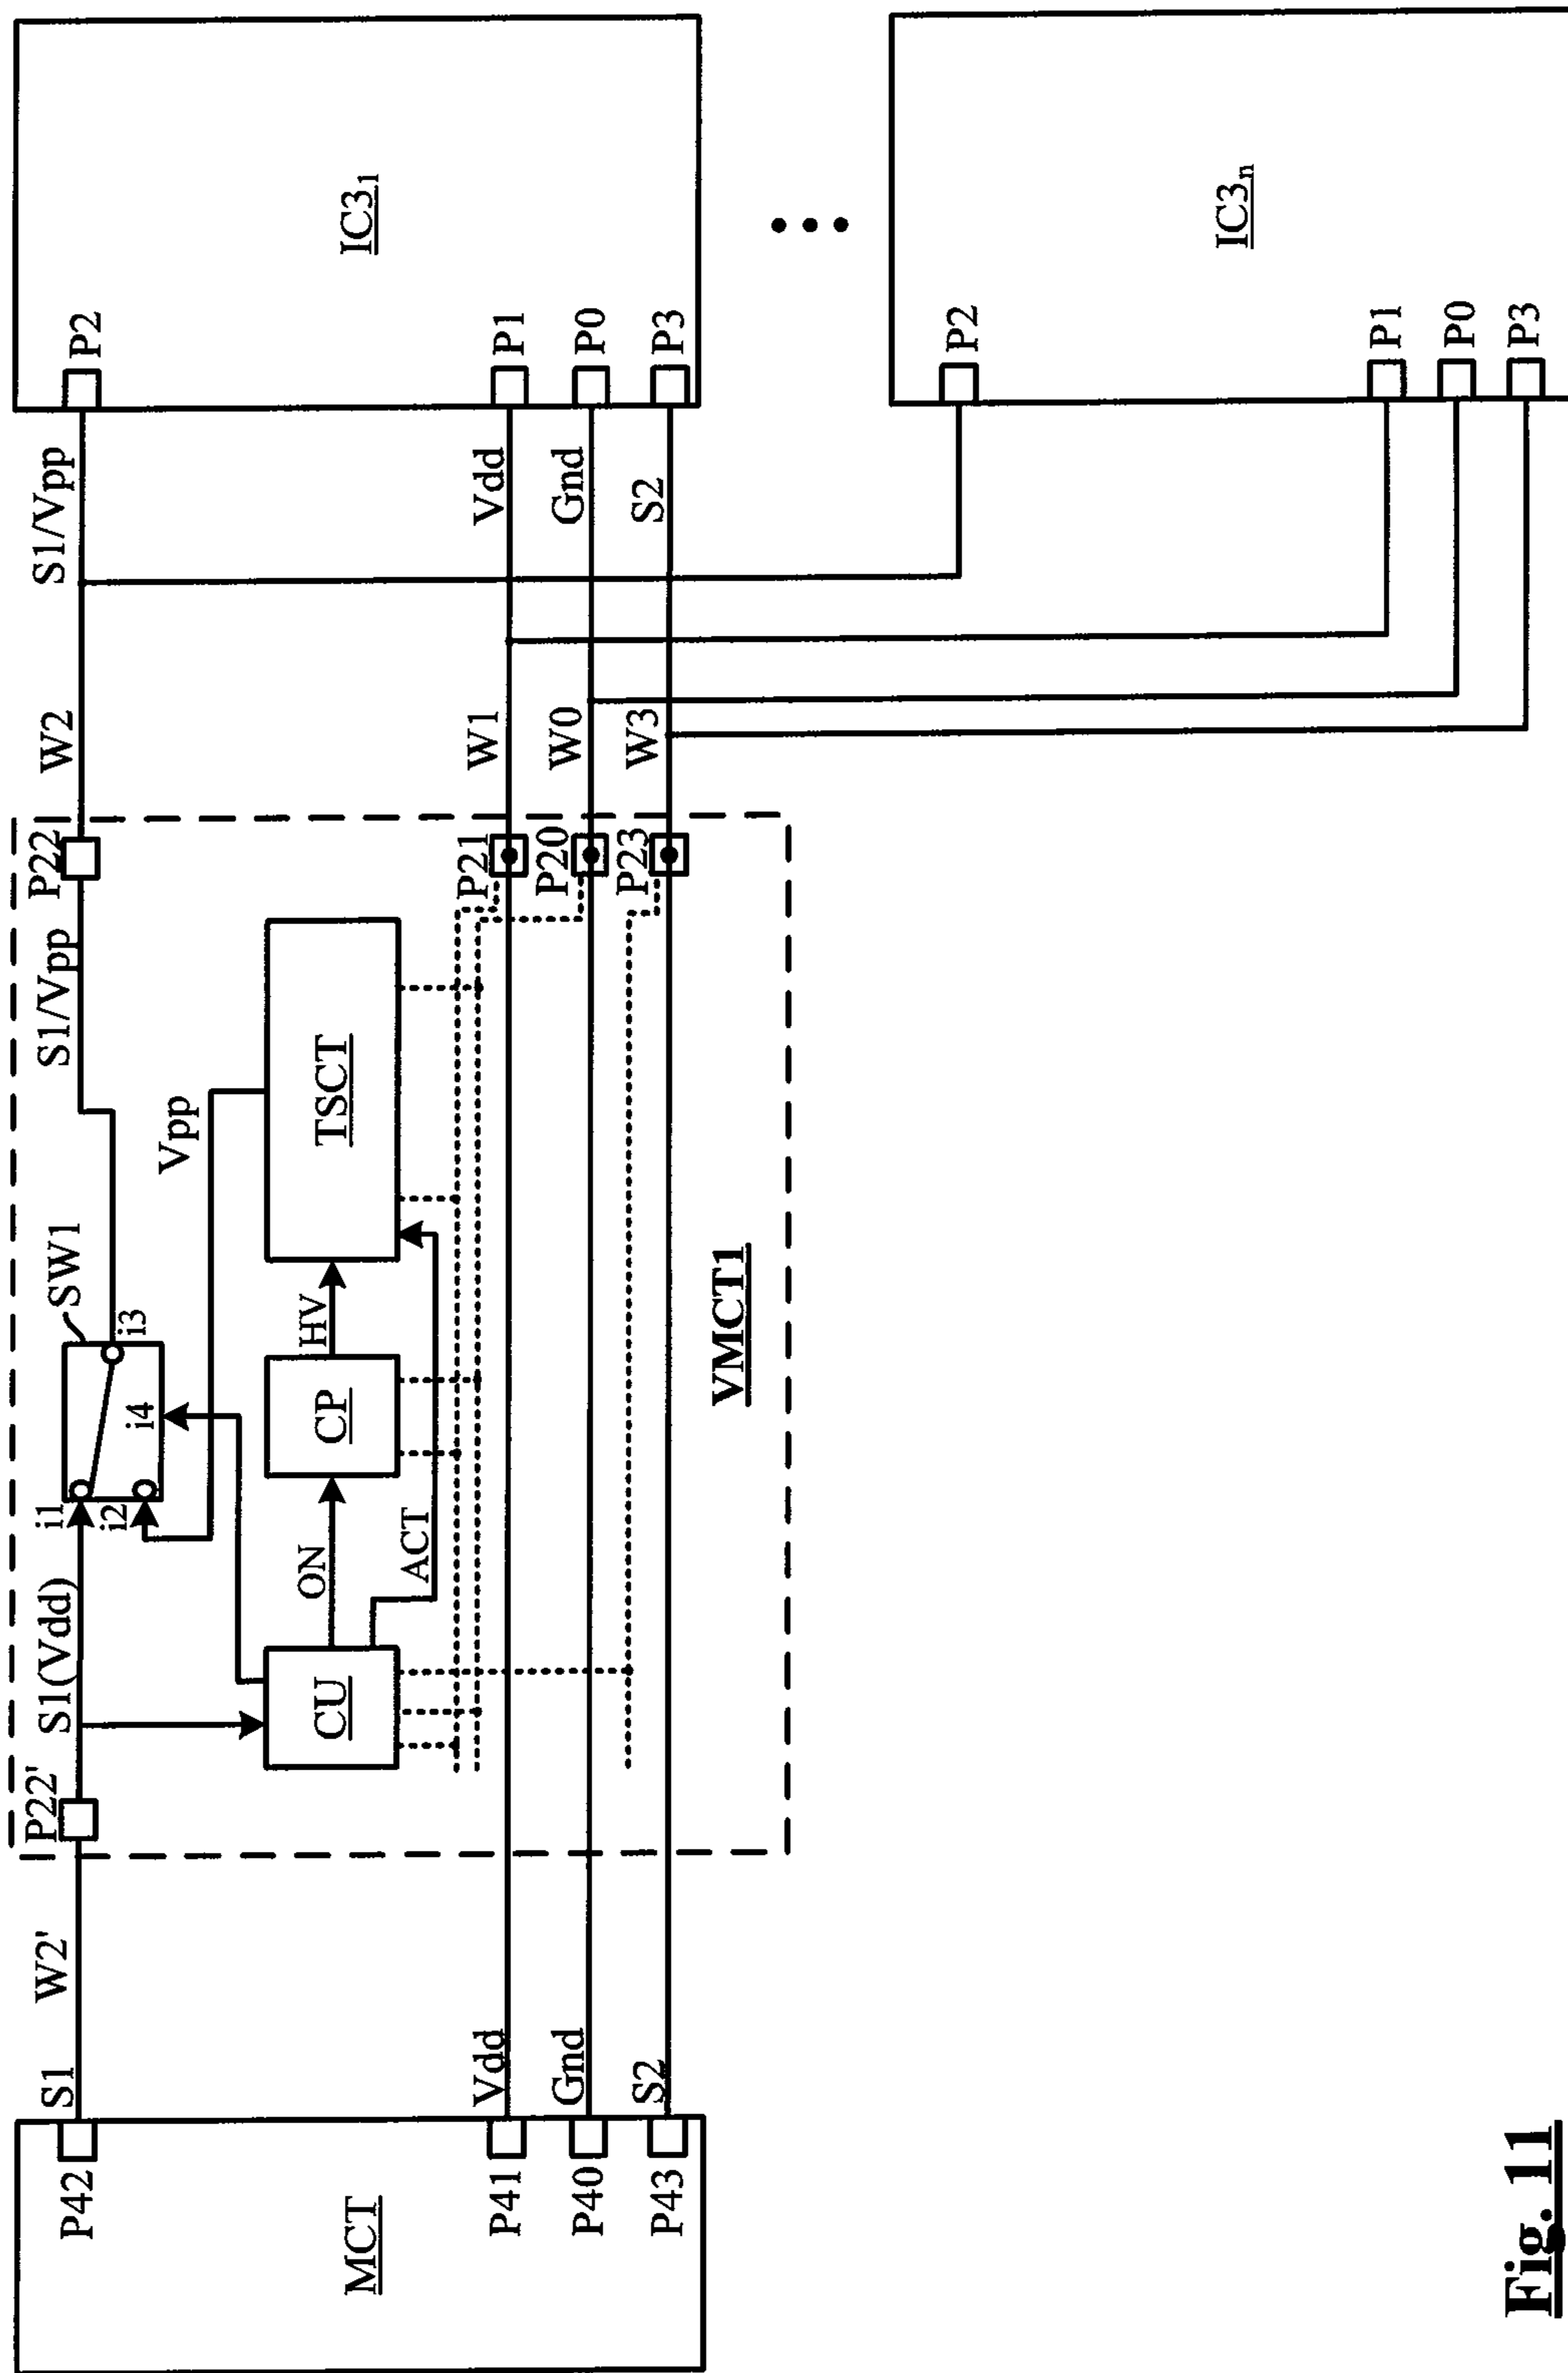 MCT
P42
P41
P40
P43
S1
Vdd
Gnd
S2
W2'
P22'
S1(Vdd)
i1
i2
i4
i3
SW1
CU
ON
ACT
CP
HV
TSCT
Vpp
S1/Vpp
P22
P21
P20
P23
VMCT1
W2
W1
W0
W3
S1/Vpp
Vdd
Gnd
S2
P2
P1
P0
P3
IC3₁
P2
P1
P0
P3
IC3ₙ
Fig. 11